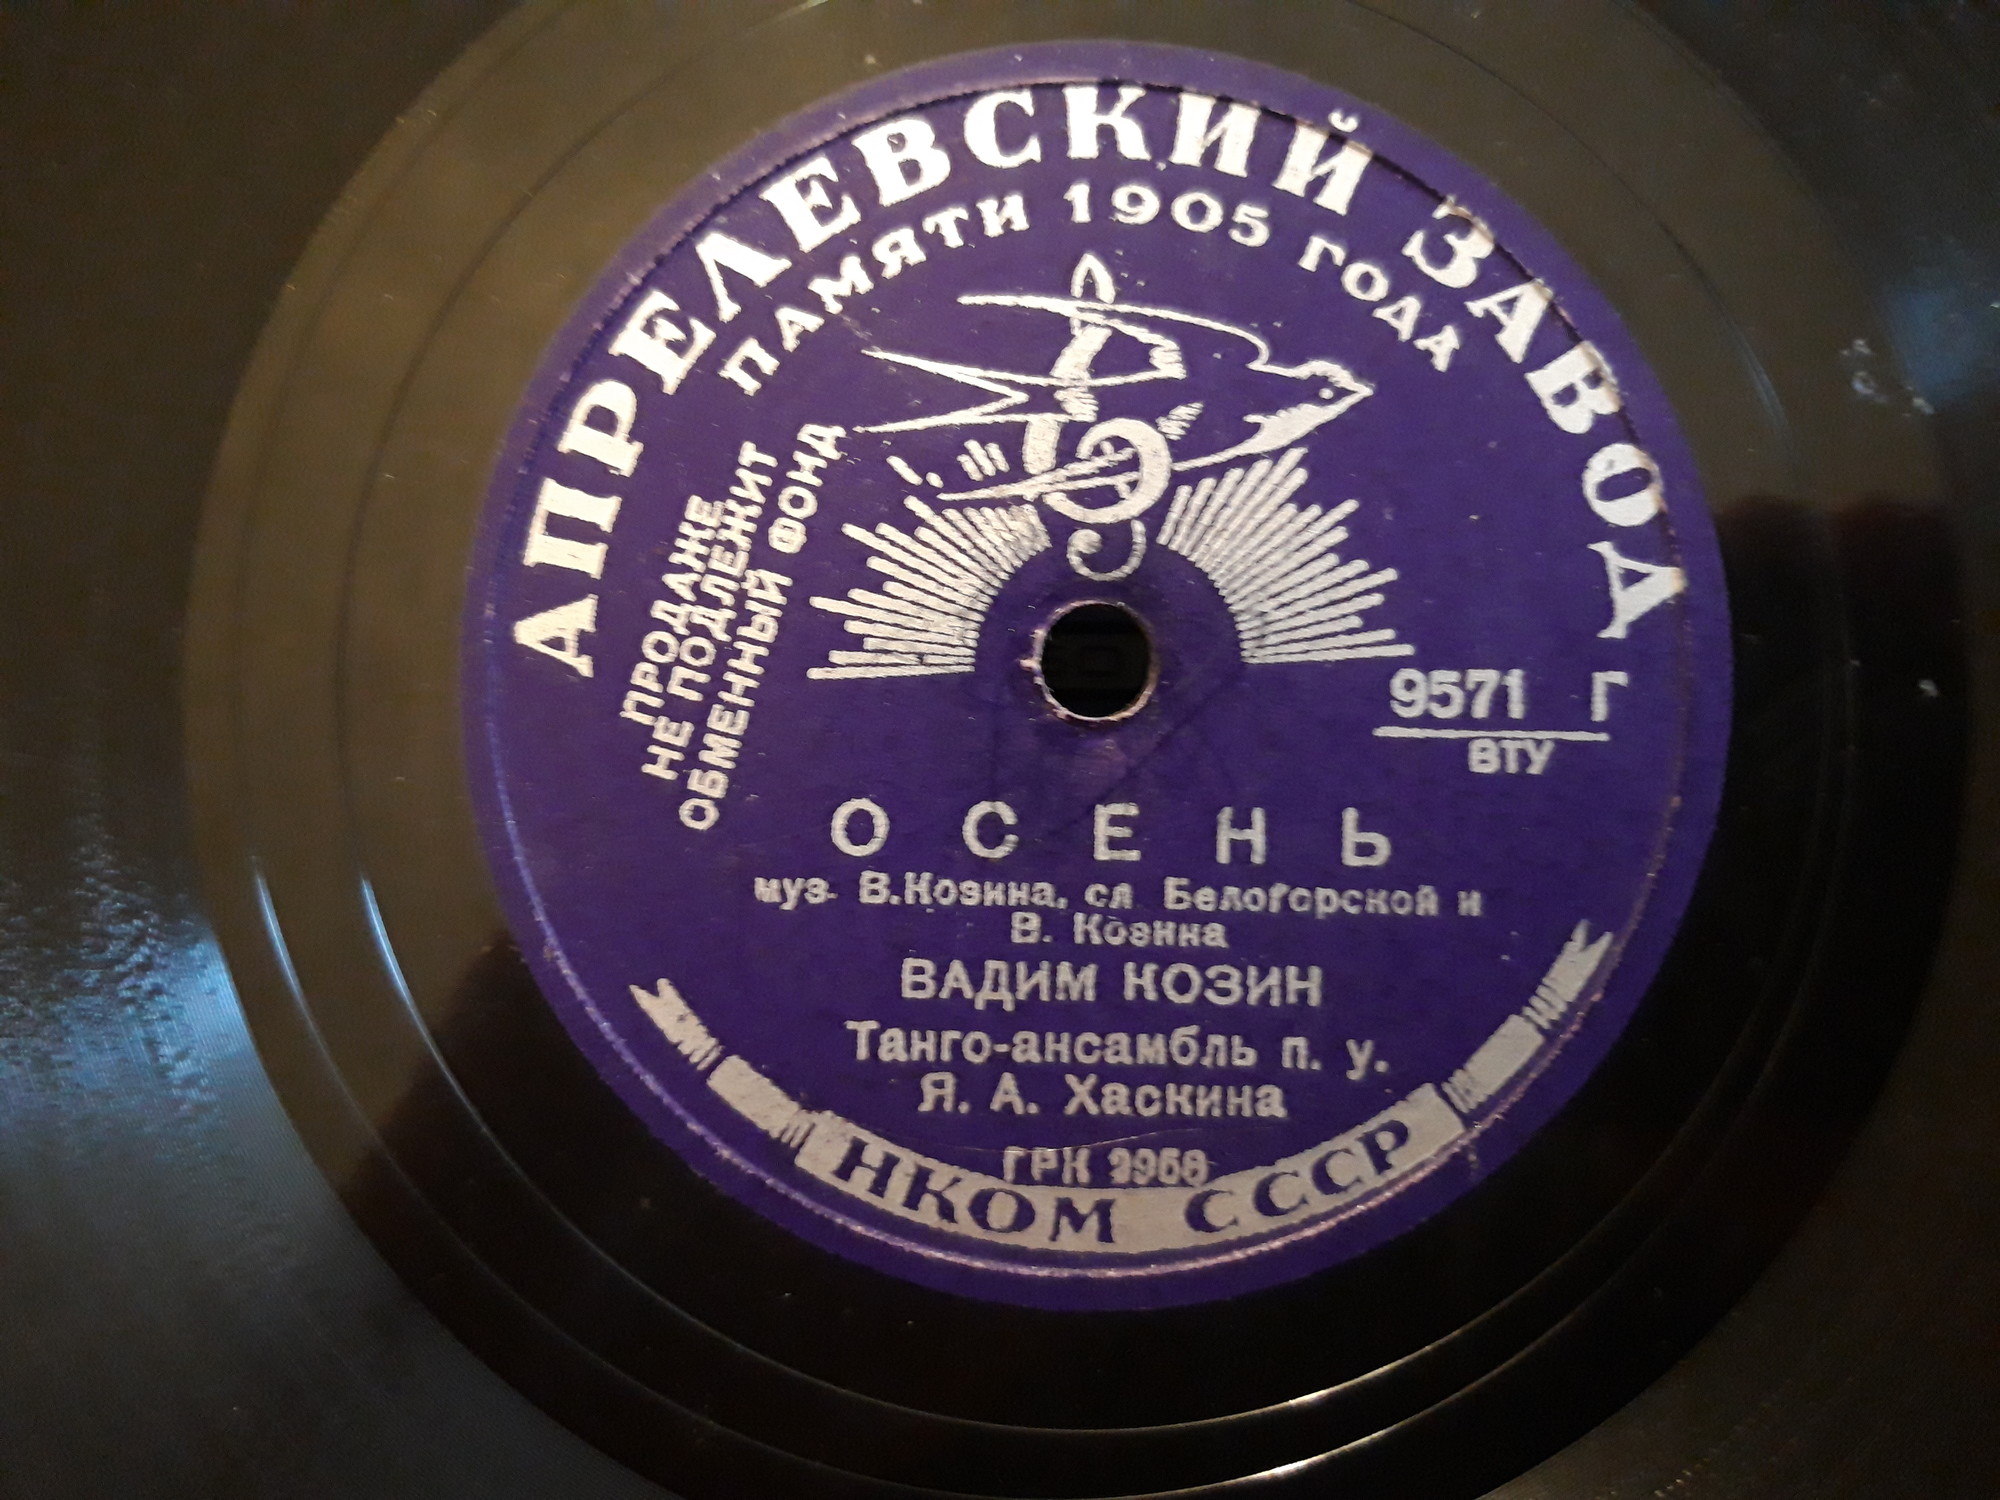 АПРЕЛЕВСКИЙ ЗАВОД
ПАМЯТИ 1905 ГОДА
ПРОДАЖЕ
НЕ ПОДЛЕЖИТ
ОБМЕННЫЙ ФОНД
9571 Г
ВТУ
ОСЕНЬ
муз. В.Козина, сл. Белогорской и
В. Козина
ВАДИМ КОЗИН
Танго-ансамбль п. у.
Я. А. Хаскина
ГРК
НКОМ СССР